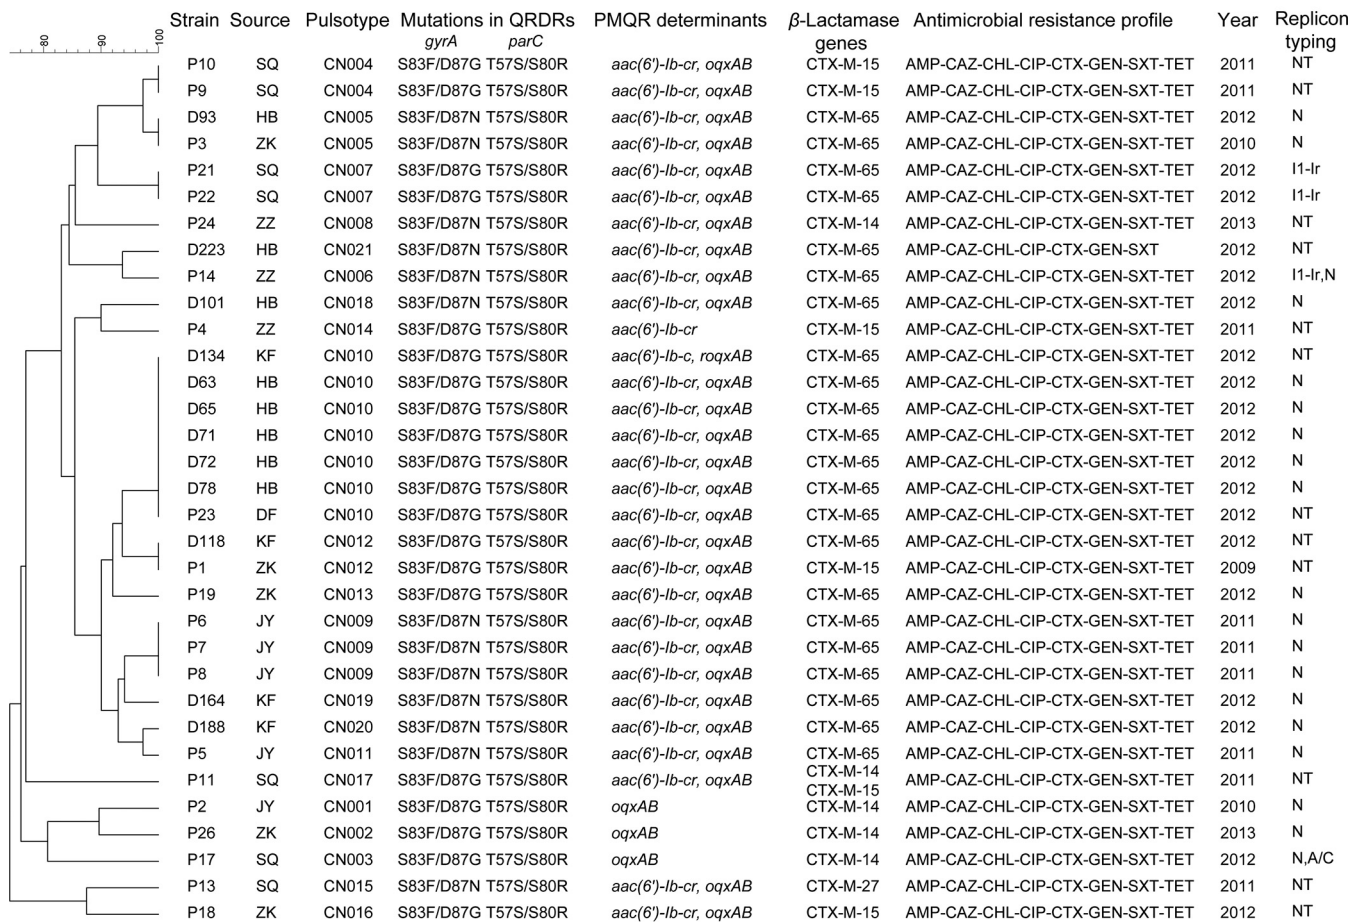 Strain Source Pulsotype Mutations in QRDRs PMQR determinants β-Lactamase Antimicrobial resistance profile Year Replicon
80 90 100 gyrA parC genes typing
P10 SQ CN004 S83F/D87G T57S/S80R aac(6')-Ib-cr, oqxAB CTX-M-15 AMP-CAZ-CHL-CIP-CTX-GEN-SXT-TET 2011 NT
P9 SQ CN004 S83F/D87G T57S/S80R aac(6')-Ib-cr, oqxAB CTX-M-15 AMP-CAZ-CHL-CIP-CTX-GEN-SXT-TET 2011 NT
D93 HB CN005 S83F/D87N T57S/S80R aac(6')-Ib-cr, oqxAB CTX-M-65 AMP-CAZ-CHL-CIP-CTX-GEN-SXT-TET 2012 N
P3 ZK CN005 S83F/D87N T57S/S80R aac(6')-Ib-cr, oqxAB CTX-M-65 AMP-CAZ-CHL-CIP-CTX-GEN-SXT-TET 2010 N
P21 SQ CN007 S83F/D87G T57S/S80R aac(6')-Ib-cr, oqxAB CTX-M-65 AMP-CAZ-CHL-CIP-CTX-GEN-SXT-TET 2012 I1-Ir
P22 SQ CN007 S83F/D87G T57S/S80R aac(6')-Ib-cr, oqxAB CTX-M-65 AMP-CAZ-CHL-CIP-CTX-GEN-SXT-TET 2012 I1-Ir
P24 ZZ CN008 S83F/D87N T57S/S80R aac(6')-Ib-cr, oqxAB CTX-M-14 AMP-CAZ-CHL-CIP-CTX-GEN-SXT-TET 2013 NT
D223 HB CN021 S83F/D87N T57S/S80R aac(6')-Ib-cr, oqxAB CTX-M-65 AMP-CAZ-CHL-CIP-CTX-GEN-SXT 2012 NT
P14 ZZ CN006 S83F/D87N T57S/S80R aac(6')-Ib-cr, oqxAB CTX-M-65 AMP-CAZ-CHL-CIP-CTX-GEN-SXT-TET 2012 I1-Ir,N
D101 HB CN018 S83F/D87N T57S/S80R aac(6')-Ib-cr, oqxAB CTX-M-65 AMP-CAZ-CHL-CIP-CTX-GEN-SXT-TET 2012 N
P4 ZZ CN014 S83F/D87G T57S/S80R aac(6')-Ib-cr CTX-M-15 AMP-CAZ-CHL-CIP-CTX-GEN-SXT-TET 2011 NT
D134 KF CN010 S83F/D87G T57S/S80R aac(6')-Ib-c, roqxAB CTX-M-65 AMP-CAZ-CHL-CIP-CTX-GEN-SXT-TET 2012 NT
D63 HB CN010 S83F/D87G T57S/S80R aac(6')-Ib-cr, oqxAB CTX-M-65 AMP-CAZ-CHL-CIP-CTX-GEN-SXT-TET 2012 N
D65 HB CN010 S83F/D87G T57S/S80R aac(6')-Ib-cr, oqxAB CTX-M-65 AMP-CAZ-CHL-CIP-CTX-GEN-SXT-TET 2012 N
D71 HB CN010 S83F/D87G T57S/S80R aac(6')-Ib-cr, oqxAB CTX-M-65 AMP-CAZ-CHL-CIP-CTX-GEN-SXT-TET 2012 N
D72 HB CN010 S83F/D87G T57S/S80R aac(6')-Ib-cr, oqxAB CTX-M-65 AMP-CAZ-CHL-CIP-CTX-GEN-SXT-TET 2012 N
D78 HB CN010 S83F/D87G T57S/S80R aac(6')-Ib-cr, oqxAB CTX-M-65 AMP-CAZ-CHL-CIP-CTX-GEN-SXT-TET 2012 N
P23 DF CN010 S83F/D87G T57S/S80R aac(6')-Ib-cr, oqxAB CTX-M-65 AMP-CAZ-CHL-CIP-CTX-GEN-SXT-TET 2012 NT
D118 KF CN012 S83F/D87G T57S/S80R aac(6')-Ib-cr, oqxAB CTX-M-65 AMP-CAZ-CHL-CIP-CTX-GEN-SXT-TET 2012 NT
P1 ZK CN012 S83F/D87G T57S/S80R aac(6')-Ib-cr, oqxAB CTX-M-15 AMP-CAZ-CHL-CIP-CTX-GEN-SXT-TET 2009 NT
P19 ZK CN013 S83F/D87G T57S/S80R aac(6')-Ib-cr, oqxAB CTX-M-65 AMP-CAZ-CHL-CIP-CTX-GEN-SXT-TET 2012 N
P6 JY CN009 S83F/D87G T57S/S80R aac(6')-Ib-cr, oqxAB CTX-M-65 AMP-CAZ-CHL-CIP-CTX-GEN-SXT-TET 2011 N
P7 JY CN009 S83F/D87N T57S/S80R aac(6')-Ib-cr, oqxAB CTX-M-65 AMP-CAZ-CHL-CIP-CTX-GEN-SXT-TET 2011 N
P8 JY CN009 S83F/D87N T57S/S80R aac(6')-Ib-cr, oqxAB CTX-M-65 AMP-CAZ-CHL-CIP-CTX-GEN-SXT-TET 2011 N
D164 KF CN019 S83F/D87N T57S/S80R aac(6')-Ib-cr, oqxAB CTX-M-65 AMP-CAZ-CHL-CIP-CTX-GEN-SXT-TET 2012 N
D188 KF CN020 S83F/D87N T57S/S80R aac(6')-Ib-cr, oqxAB CTX-M-65 AMP-CAZ-CHL-CIP-CTX-GEN-SXT-TET 2012 N
P5 JY CN011 S83F/D87N T57S/S80R aac(6')-Ib-cr, oqxAB CTX-M-65 AMP-CAZ-CHL-CIP-CTX-GEN-SXT-TET 2011 N
P11 SQ CN017 S83F/D87G T57S/S80R aac(6')-Ib-cr, oqxAB CTX-M-14 AMP-CAZ-CHL-CIP-CTX-GEN-SXT-TET 2011 NT
CTX-M-15
P2 JY CN001 S83F/D87G T57S/S80R oqxAB CTX-M-14 AMP-CAZ-CHL-CIP-CTX-GEN-SXT-TET 2010 N
P26 ZK CN002 S83F/D87G T57S/S80R oqxAB CTX-M-14 AMP-CAZ-CHL-CIP-CTX-GEN-SXT-TET 2013 N
P17 SQ CN003 S83F/D87G T57S/S80R oqxAB CTX-M-14 AMP-CAZ-CHL-CIP-CTX-GEN-SXT-TET 2012 N,A/C
P13 SQ CN015 S83F/D87N T57S/S80R aac(6')-Ib-cr, oqxAB CTX-M-27 AMP-CAZ-CHL-CIP-CTX-GEN-SXT-TET 2011 NT
P18 ZK CN016 S83F/D87G T57S/S80R aac(6')-Ib-cr, oqxAB CTX-M-15 AMP-CAZ-CHL-CIP-CTX-GEN-SXT-TET 2012 NT